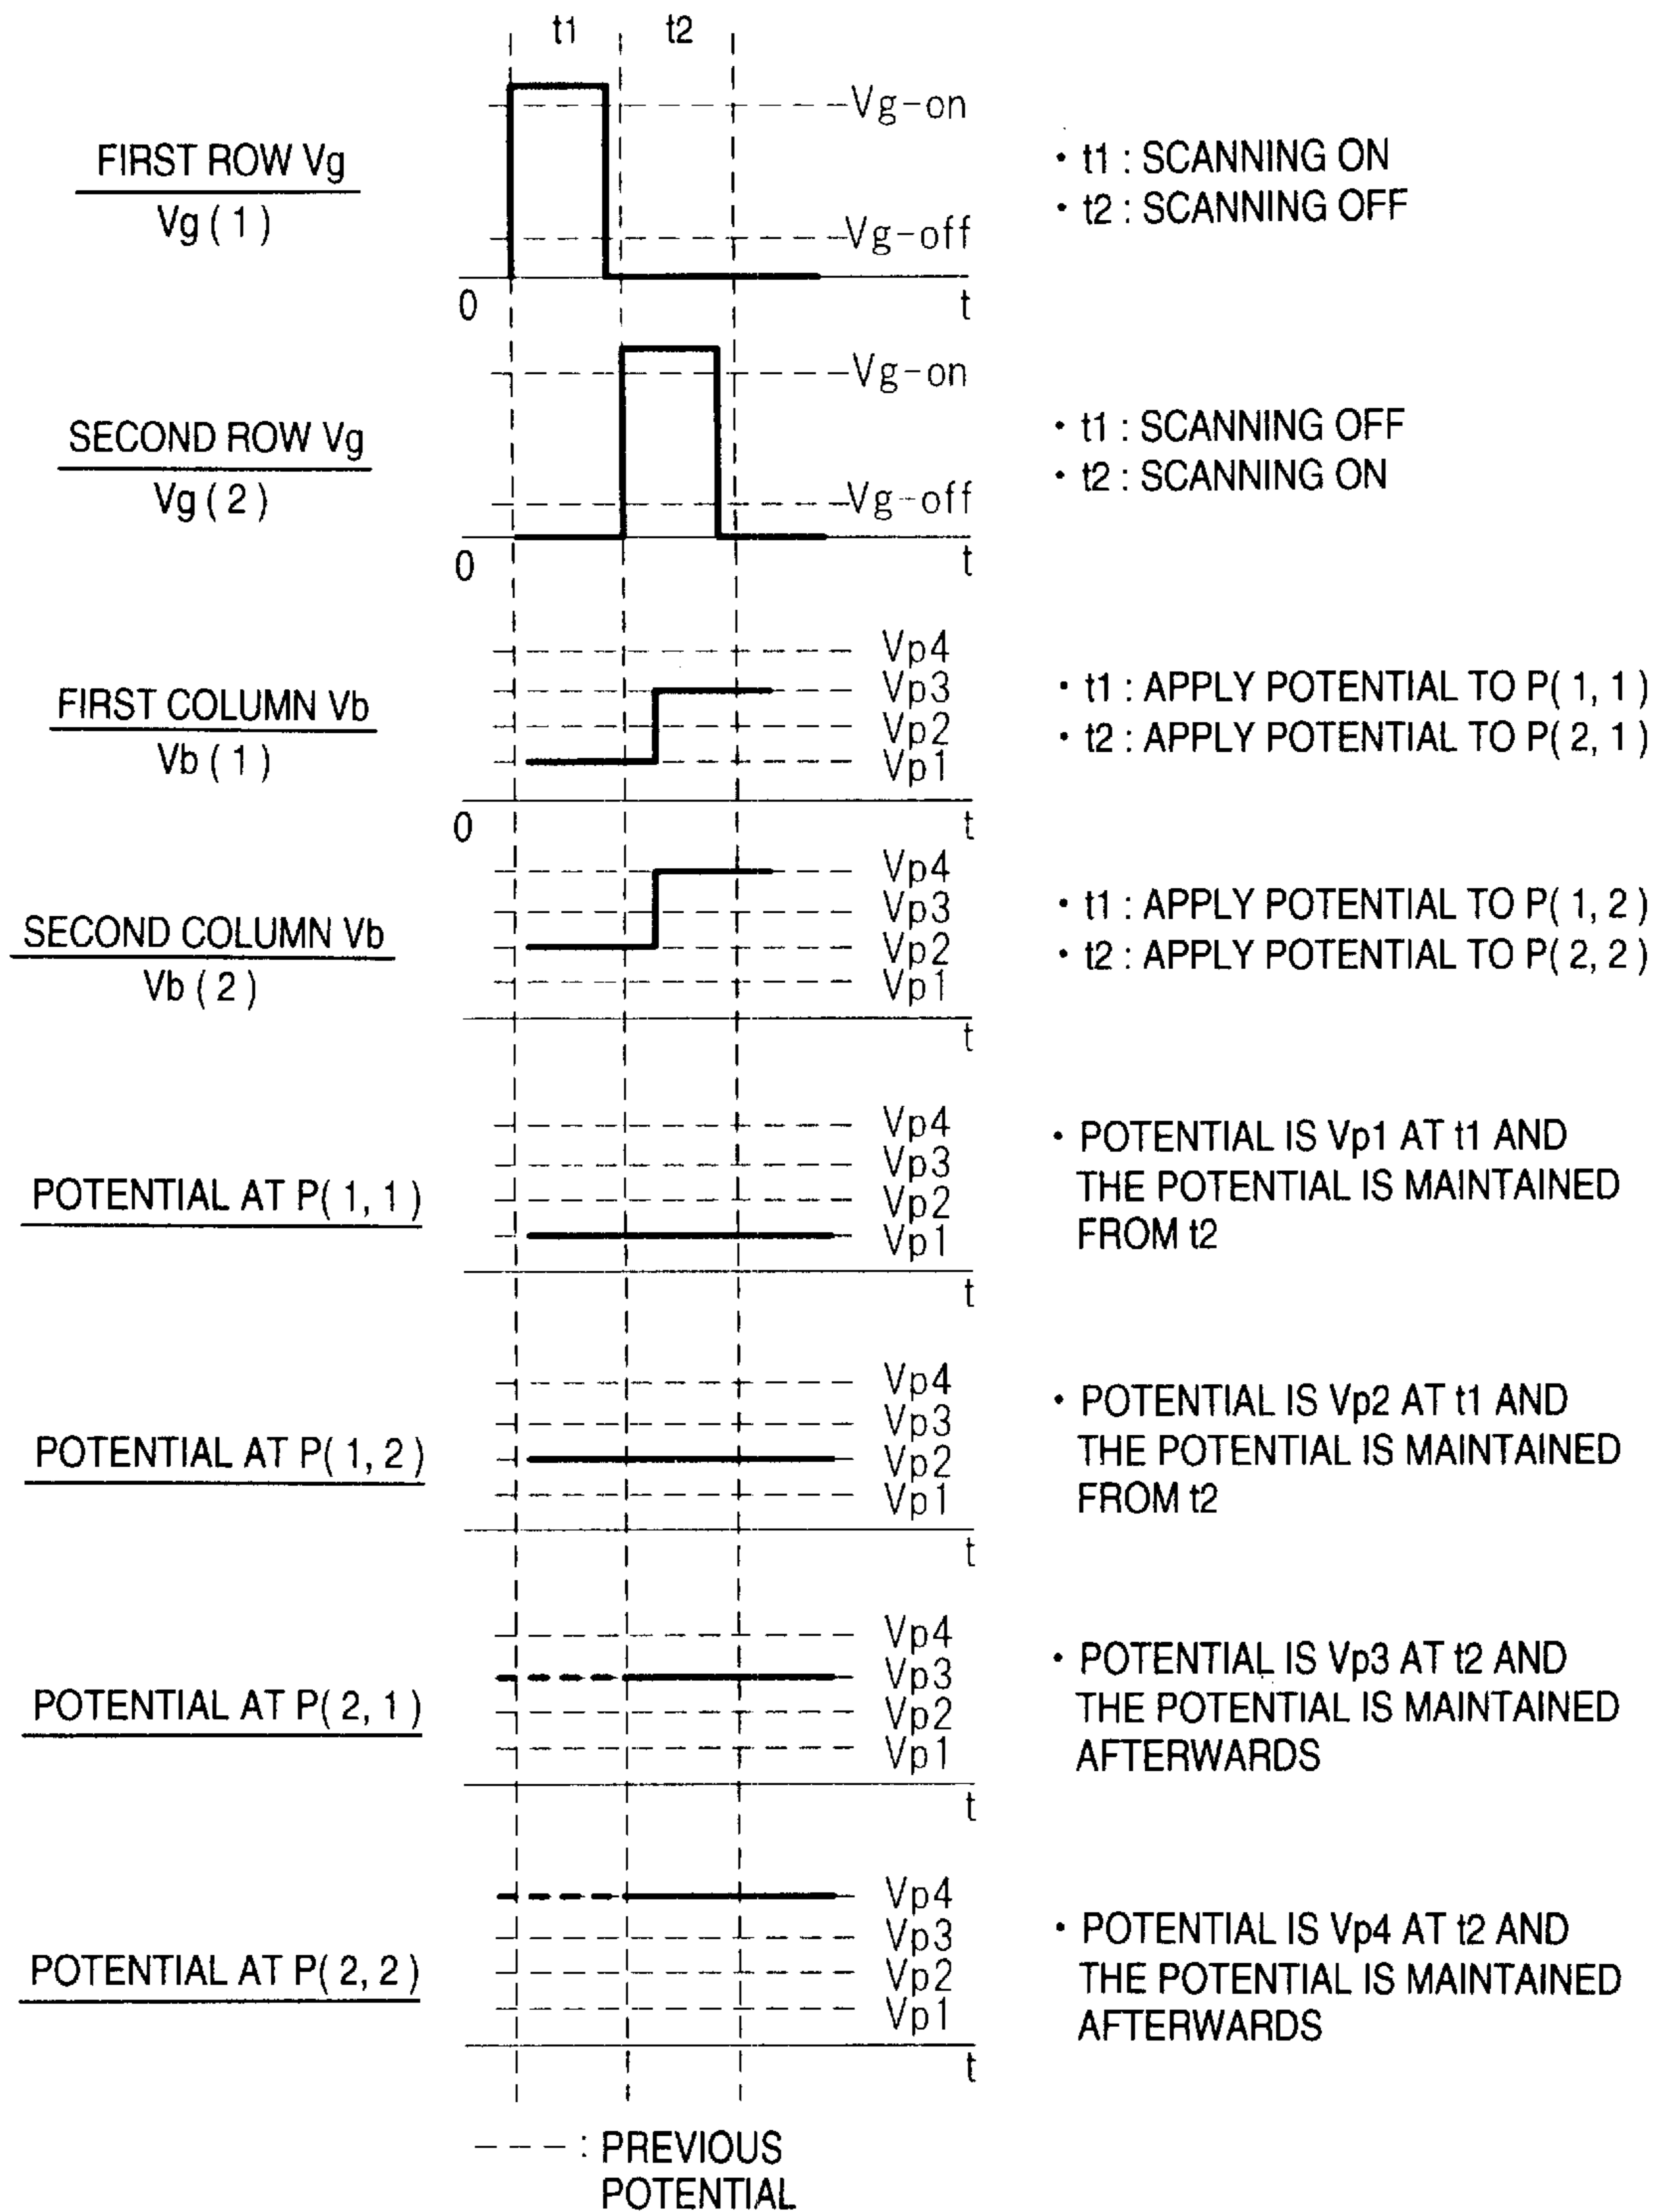 t1 t2
FIRST ROW Vg
Vg ( 1 )
Vg-on
Vg-off
0
t
• t1 : SCANNING ON
• t2 : SCANNING OFF
SECOND ROW Vg
Vg ( 2 )
Vg-on
Vg-off
0
t
• t1 : SCANNING OFF
• t2 : SCANNING ON
FIRST COLUMN Vb
Vb ( 1 )
Vp4
Vp3
Vp2
Vp1
0
t
• t1 : APPLY POTENTIAL TO P( 1, 1 )
• t2 : APPLY POTENTIAL TO P( 2, 1 )
SECOND COLUMN Vb
Vb ( 2 )
Vp4
Vp3
Vp2
Vp1
t
• t1 : APPLY POTENTIAL TO P( 1, 2 )
• t2 : APPLY POTENTIAL TO P( 2, 2 )
POTENTIAL AT P( 1, 1 )
Vp4
Vp3
Vp2
Vp1
t
• POTENTIAL IS Vp1 AT t1 AND
THE POTENTIAL IS MAINTAINED
FROM t2
POTENTIAL AT P( 1, 2 )
Vp4
Vp3
Vp2
Vp1
t
• POTENTIAL IS Vp2 AT t1 AND
THE POTENTIAL IS MAINTAINED
FROM t2
POTENTIAL AT P( 2, 1 )
Vp4
Vp3
Vp2
Vp1
t
• POTENTIAL IS Vp3 AT t2 AND
THE POTENTIAL IS MAINTAINED
AFTERWARDS
POTENTIAL AT P( 2, 2 )
Vp4
Vp3
Vp2
Vp1
t
• POTENTIAL IS Vp4 AT t2 AND
THE POTENTIAL IS MAINTAINED
AFTERWARDS
- - - - : PREVIOUS
POTENTIAL